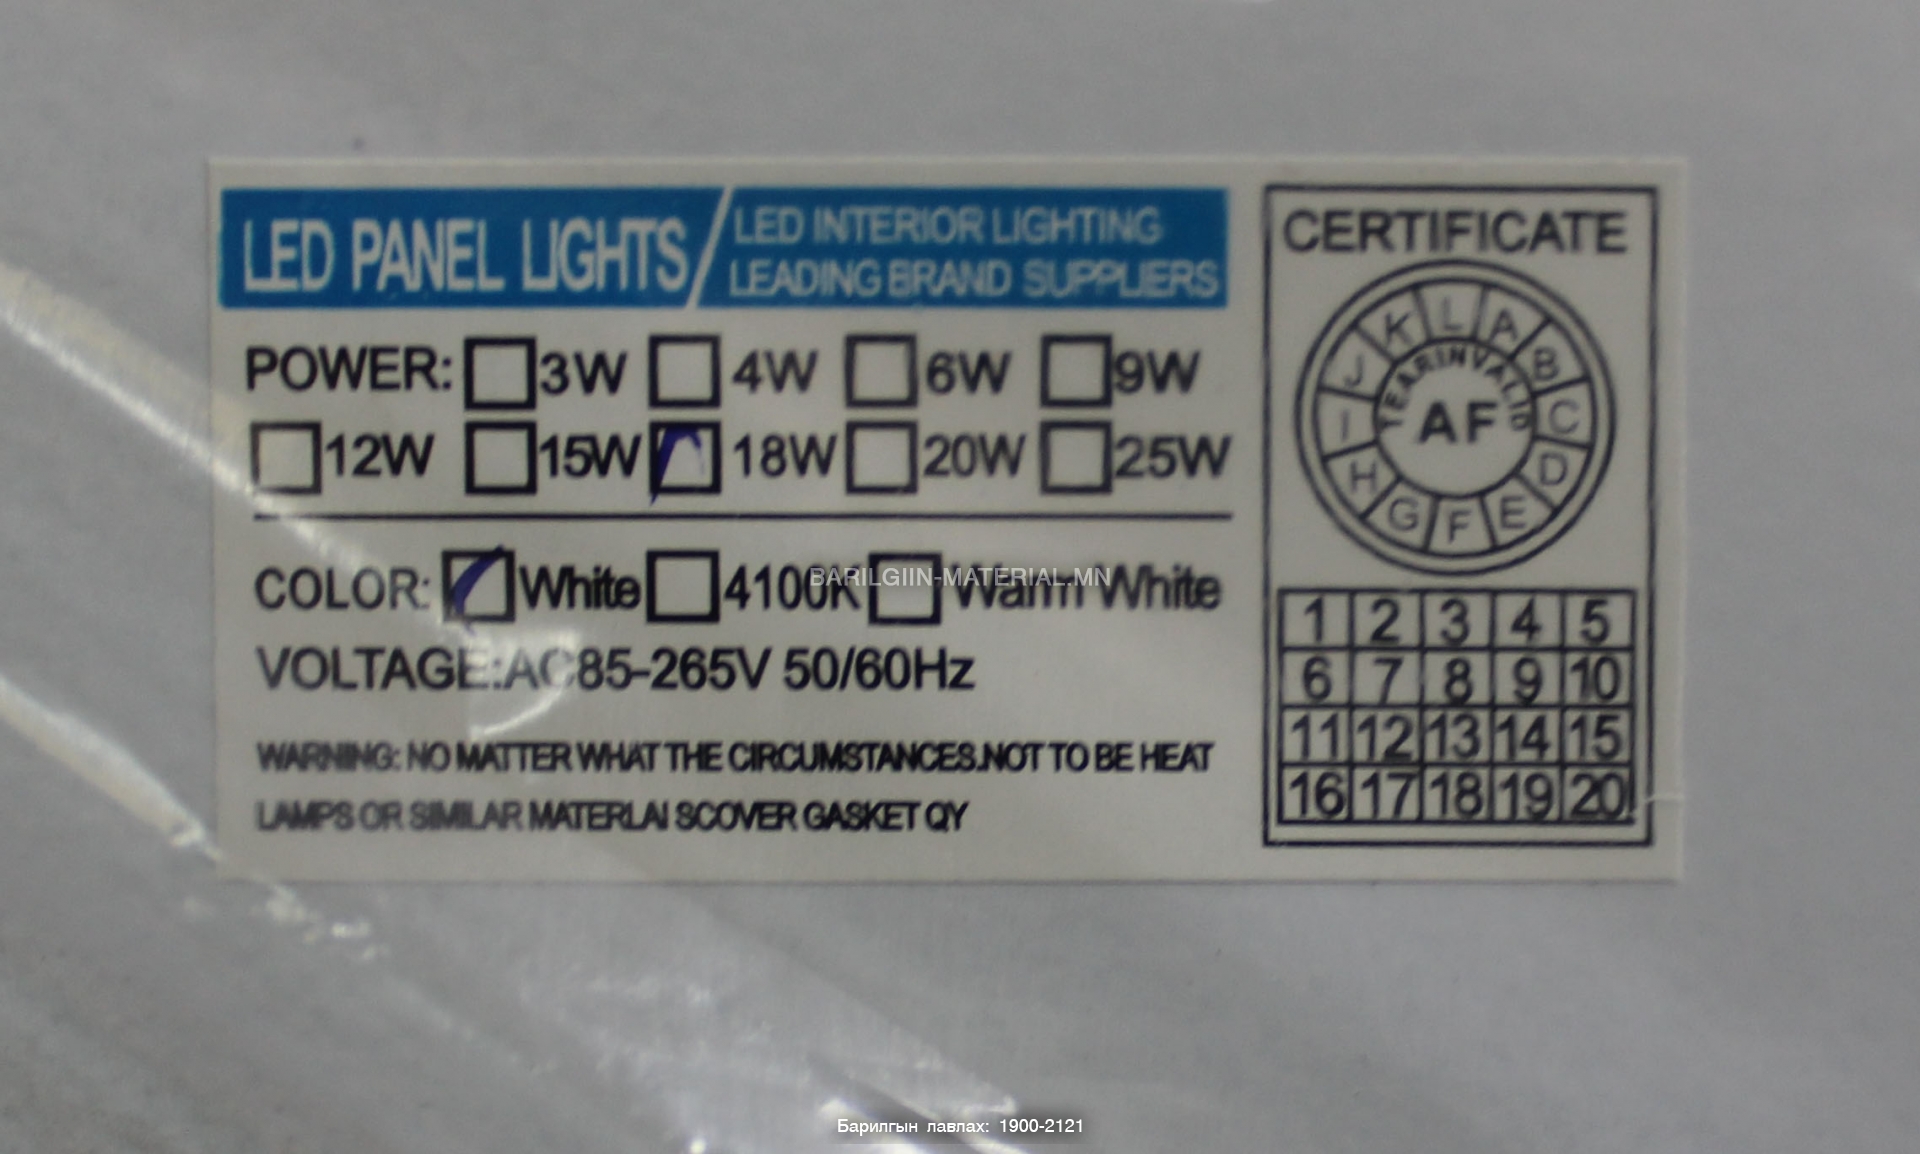 LED PANEL LIGHTS
LED INTERIOR LIGHTING
LEADING BRAND SUPPLIERS
POWER: 3W 4W 6W 9W
12W 15W 18W 20W 25W
COLOR: White 4100K Warm White
VOLTAGE:AC85-265V 50/60Hz
WARNING: NO MATTER WHAT THE CIRCUMSTANCES.NOT TO BE HEAT
LAMPS OR SIMILAR MATERLAI SCOVER GASKET QIY
CERTIFICATE
L A B C D E F G H I J K
YEARINVALID
AF
1 2 3 4 5
6 7 8 9 10
11 12 13 14 15
16 17 18 19 20
BARILGIIN-MATERIAL.MN
Барилгын лавлах: 1900-2121